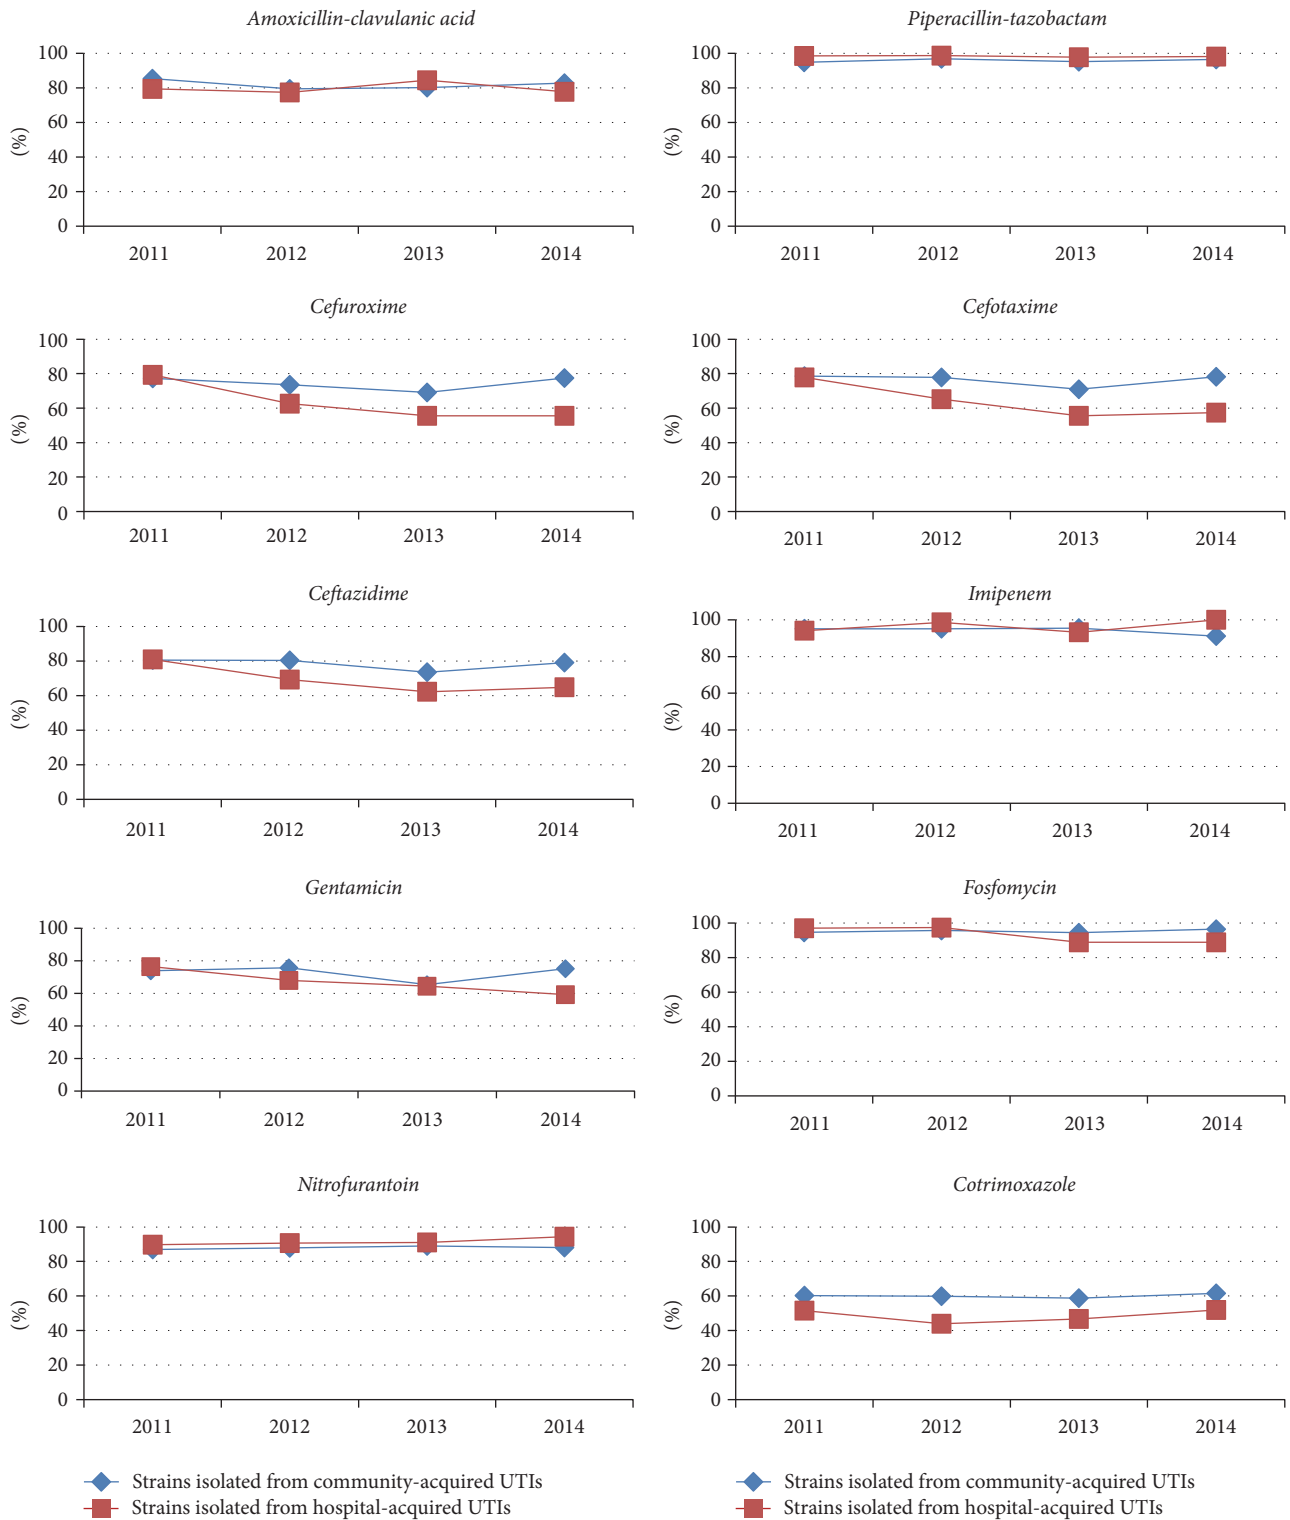 Amoxicillin-clavulanic acid
100
80
60
40
20
0
(%)
2011 2012 2013 2014
Piperacillin-tazobactam
100
80
60
40
20
0
(%)
2011 2012 2013 2014
Cefuroxime
100
80
60
40
20
0
(%)
2011 2012 2013 2014
Cefotaxime
100
80
60
40
20
0
(%)
2011 2012 2013 2014
Ceftazidime
100
80
60
40
20
0
(%)
2011 2012 2013 2014
Imipenem
100
80
60
40
20
0
(%)
2011 2012 2013 2014
Gentamicin
100
80
60
40
20
0
(%)
2011 2012 2013 2014
Fosfomycin
100
80
60
40
20
0
(%)
2011 2012 2013 2014
Nitrofurantoin
100
80
60
40
20
0
(%)
2011 2012 2013 2014
Cotrimoxazole
100
80
60
40
20
0
(%)
2011 2012 2013 2014
Strains isolated from community-acquired UTIs
Strains isolated from hospital-acquired UTIs
Strains isolated from community-acquired UTIs
Strains isolated from hospital-acquired UTIs